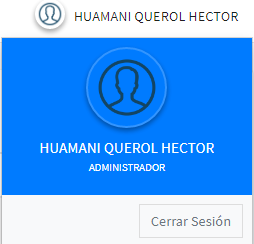 HUAMANI QUEROL HECTOR
HUAMANI QUEROL HECTOR
ADMINISTRADOR
Cerrar Sesión